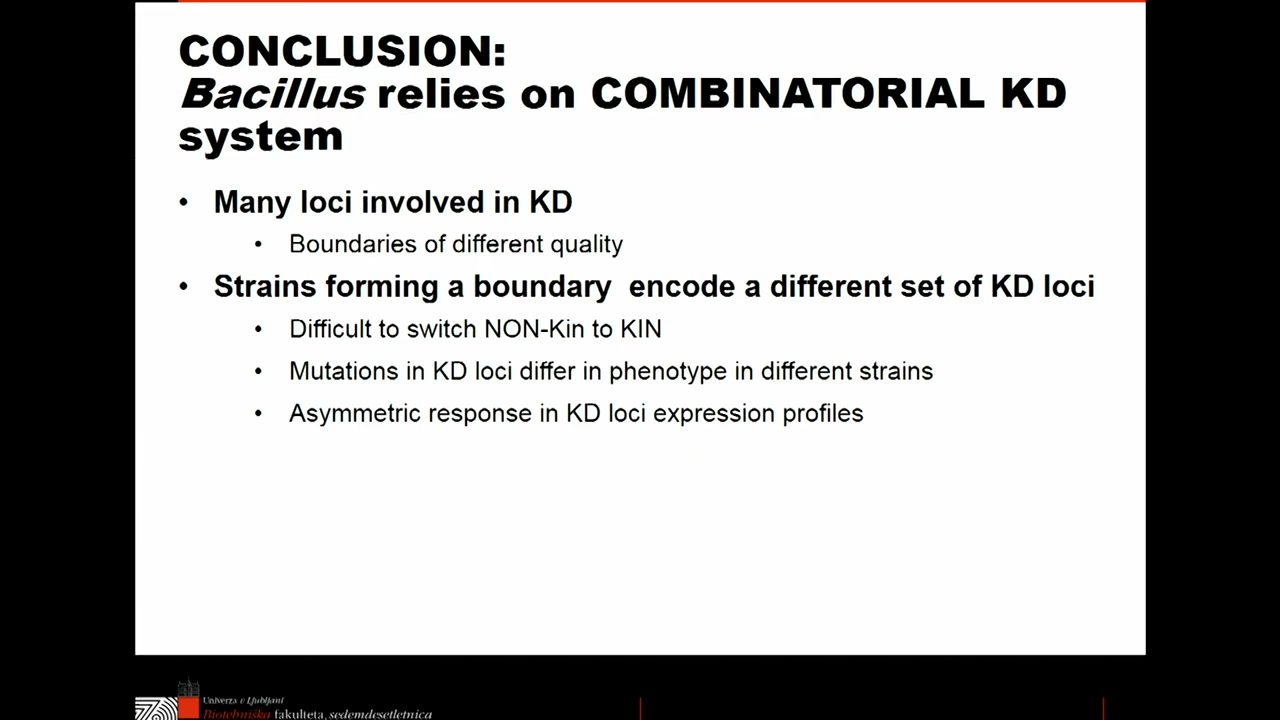 CONCLUSION:
Bacillus relies on COMBINATORIAL KD
system
• Many loci involved in KD
• Boundaries of different quality
• Strains forming a boundary  encode a different set of KD loci
• Difficult to switch NON-Kin to KIN
• Mutations in KD loci differ in phenotype in different strains
• Asymmetric response in KD loci expression profiles
Univerza v Ljubljani
Biotehniška fakulteta, sedemdesetletnica